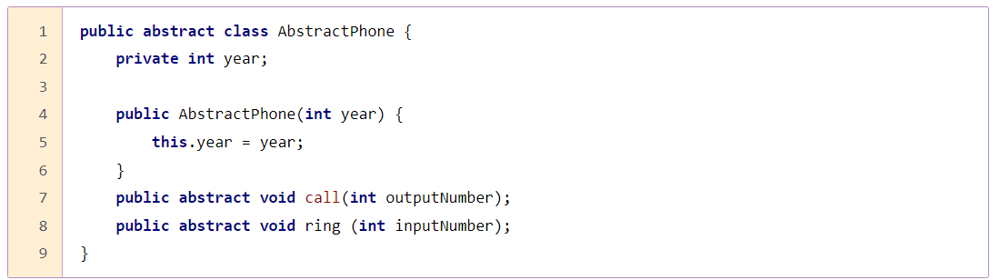 1 public abstract class AbstractPhone {
2 private int year;
3
4 public AbstractPhone(int year) {
5 this.year = year;
6 }
7 public abstract void call(int outputNumber);
8 public abstract void ring (int inputNumber);
9 }